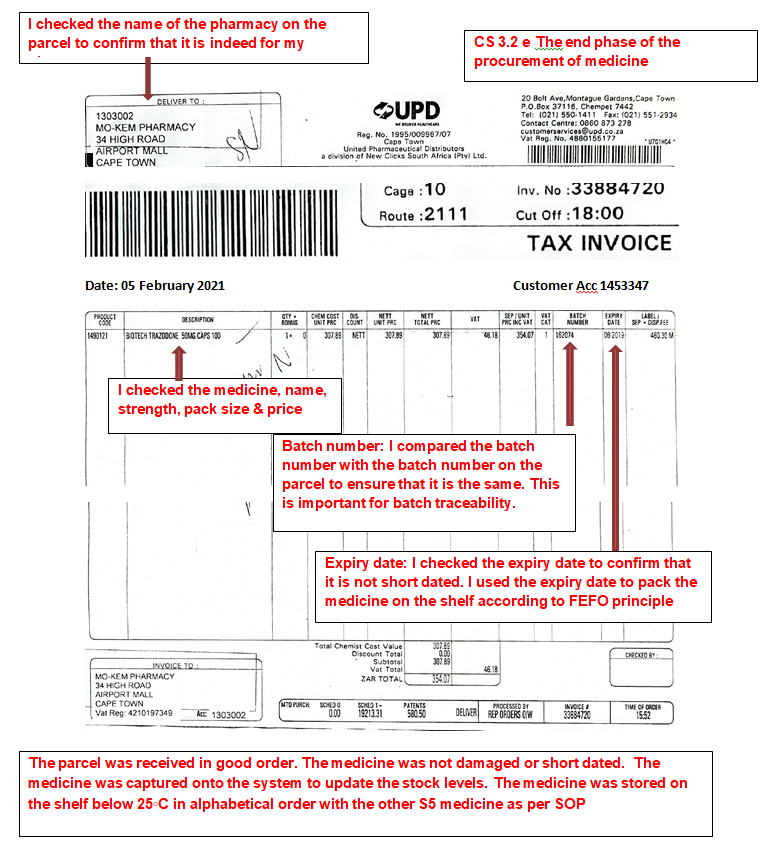 I checked the name of the pharmacy on the
parcel to confirm that it is indeed for my
CS 3.2 e The end phase of the
procurement of medicine
DELIVER TO :
1303002
MO-KEM PHARMACY
34 HIGH ROAD
AIRPORT MALL
CAPE TOWN
UPD
WE DELIVER HEALTHCARE
Reg. No. 1995/009967/07
Cape Town
United Pharmaceutical Distributors
a division of New Clicks South Africa (Pty) Ltd.
20 Bolt Ave,Montague Gardens,Cape Town
P.O.Box 37116, Chempet 7442
Tel: (021) 550-1411 Fax: (021) 551-2934
Contact Centre: 0860 873 278
customerservices@upd.co.za
Vat Reg. No. 4860155177
Cage :10 Inv. No :33884720
Route :2111 Cut Off :18:00
TAX INVOICE
Date: 05 February 2021 Customer Acc 1453347
PRODUCT CODE DESCRIPTION QTY + BONUS CHEM COST UNIT PRC DIS- COUNT NETT UNIT PRC NETT TOTAL PRC VAT SEP / UNIT PRC INC VAT VAT CAT BATCH NUMBER EXPIRY DATE LABEL / SEP + DISP.FEE
1490121 BIOTECH TRAZODONE 50MG CAPS 100 1+ 0 307.89 NETT 307.89 307.89 46.18 354.07 1 162074 06-2019 460.30 M
I checked the medicine, name,
strength, pack size & price
Batch number: I compared the batch
number with the batch number on the
parcel to ensure that it is the same. This
is important for batch traceability.
Expiry date: I checked the expiry date to confirm that
it is not short dated. I used the expiry date to pack the
medicine on the shelf according to FEFO principle
Total Chemist Cost Value 307.89
Discount Total 0.00
Subtotal 307.89
Vat Total 46.18
ZAR TOTAL 354.07
CHECKED BY :
INVOICE TO :
MO-KEM PHARMACY
34 HIGH ROAD
AIRPORT MALL
CAPE TOWN
Vat Reg: 4210197349 Acc 1303002
MTD PURCH: SCHED 0 0.00 SCHED 1+ 19213.31 PATENTS 580.50 DELIVER PROCESSED BY REP ORDERS O/W INVOICE # 33884720 TIME OF ORDER 15:52
The parcel was received in good order. The medicine was not damaged or short dated. The
medicine was captured onto the system to update the stock levels. The medicine was stored on
the shelf below 25◦C in alphabetical order with the other S5 medicine as per SOP